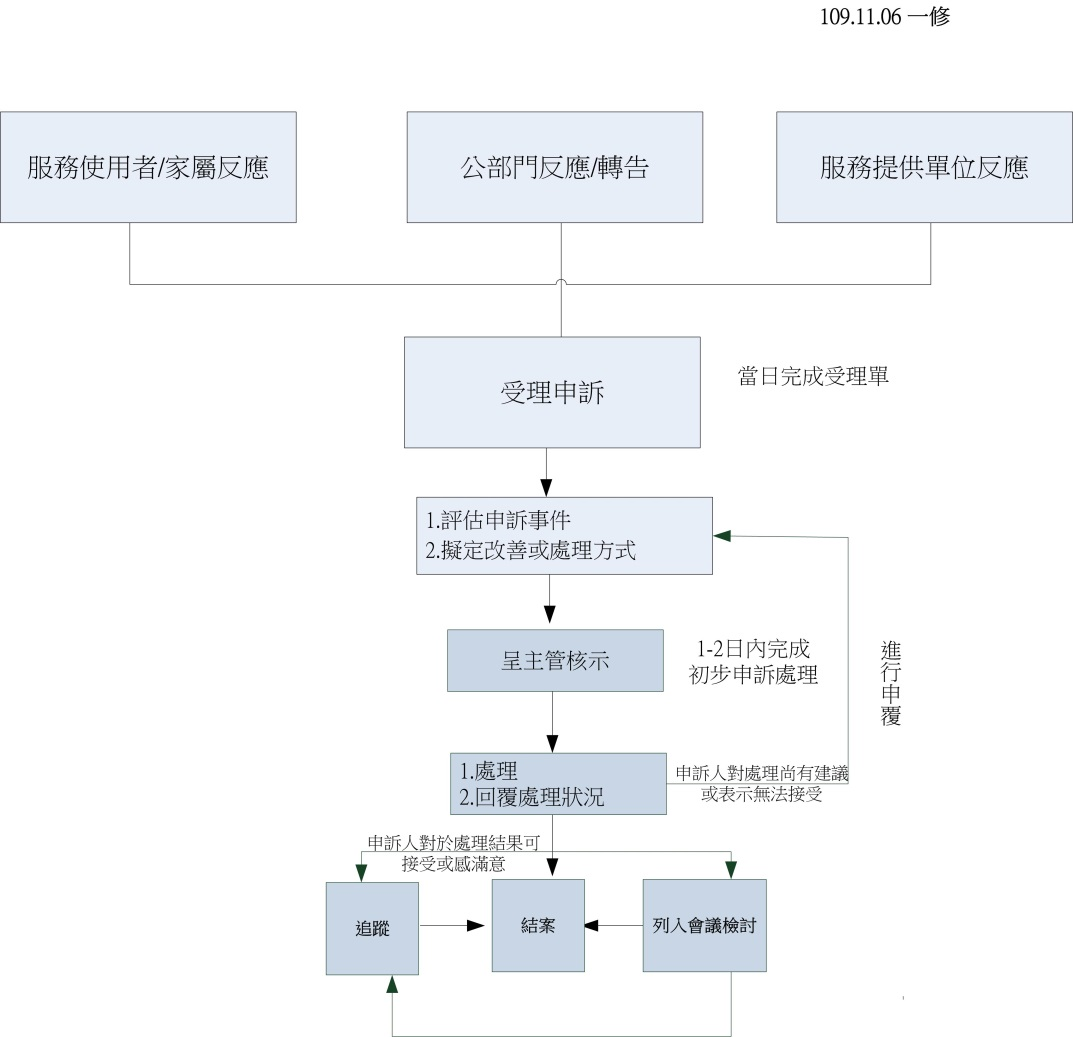 109.11.06 一修
服務使用者/家屬反應
公部門反應/轉告
服務提供單位反應
受理申訴
當日完成受理單
1.評估申訴事件
2.擬定改善或處理方式
呈主管核示
1-2日內完成
初步申訴處理
進行申覆
1.處理
2.回覆處理狀況
申訴人對處理尚有建議
或表示無法接受
申訴人對於處理結果可
接受或感滿意
追蹤
結案
列入會議檢討